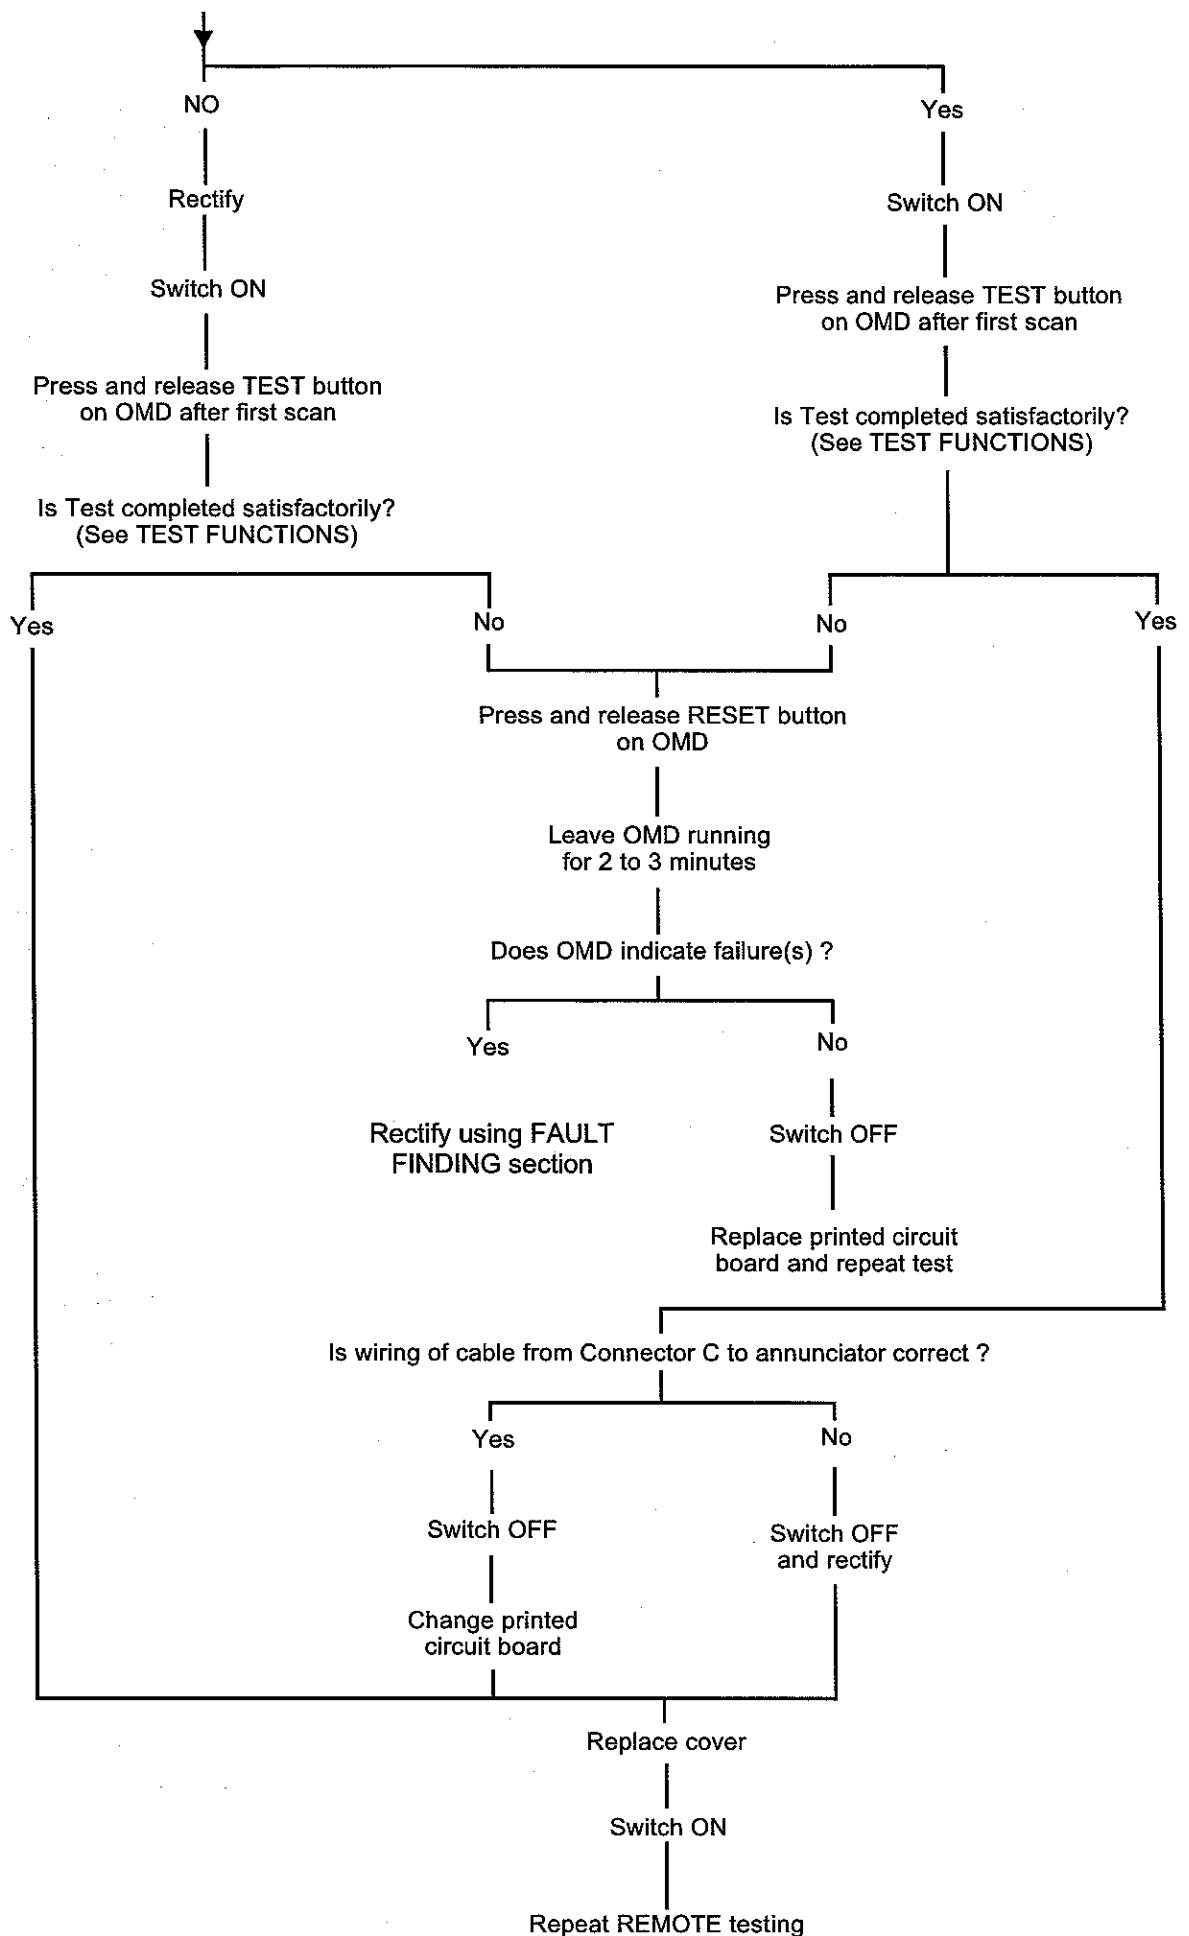 NO
Yes
Rectify
Switch ON
Switch ON
Press and release TEST button
on OMD after first scan
Press and release TEST button
on OMD after first scan
Is Test completed satisfactorily?
(See TEST FUNCTIONS)
Is Test completed satisfactorily?
(See TEST FUNCTIONS)
Yes
No
No
Yes
Press and release RESET button
on OMD
Leave OMD running
for 2 to 3 minutes
Does OMD indicate failure(s) ?
Yes
No
Rectify using FAULT
FINDING section
Switch OFF
Replace printed circuit
board and repeat test
Is wiring of cable from Connector C to annunciator correct ?
Yes
No
Switch OFF
Switch OFF
and rectify
Change printed
circuit board
Replace cover
Switch ON
Repeat REMOTE testing